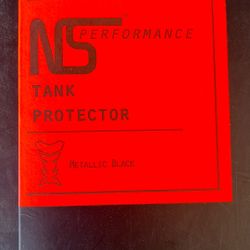 NS PERFORMANCE
TANK
PROTECTOR
METALLIC BLACK